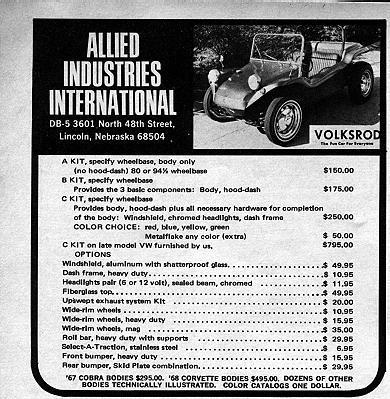 ALLIED
INDUSTRIES
INTERNATIONAL
DB-5 3601 North 48th Street,
Lincoln, Nebraska 68504
VOLKSROD
The Fun Car For Everyone
A KIT, specify wheelbase, body only
(no hood-dash) 80 or 94½ wheelbase $150.00
B KIT, specify wheelbase
Provides the 3 basic components: Body, hood-dash $175.00
C KIT, specify wheelbase
Provides body, hood-dash plus all necessary hardware for completion
of the body: Windshield, chromed headlights, dash frame $250.00
COLOR CHOICE: red, blue, yellow, green
Metalflake any color (extra) $ 50.00
C KIT on late model VW furnished by us, $795.00
OPTIONS
Windshield, aluminum with shatterproof glass. $ 49.95
Dash frame, heavy duty $ 10.95
Headlights pair (6 or 12 volt), sealed beam, chromed $ 11.95
Fiberglass top $ 49.95
Upswept exhaust system Kit $ 20.00
Wide-rim wheels $ 10.95
Wide-rim wheels, heavy duty $ 15.95
Wide-rim wheels, mag $ 35.00
Roll bar, heavy duty with supports $ 29.95
Select-A-Traction, stainless steel $ 6.95
Front bumper, heavy duty $ 15.95
Rear bumper, Skid Plate combination. $ 29.95
'67 COBRA BODIES $295.00. '68 CORVETTE BODIES $495.00. DOZENS OF OTHER
BODIES TECHNICALLY ILLUSTRATED. COLOR CATALOGS ONE DOLLAR.